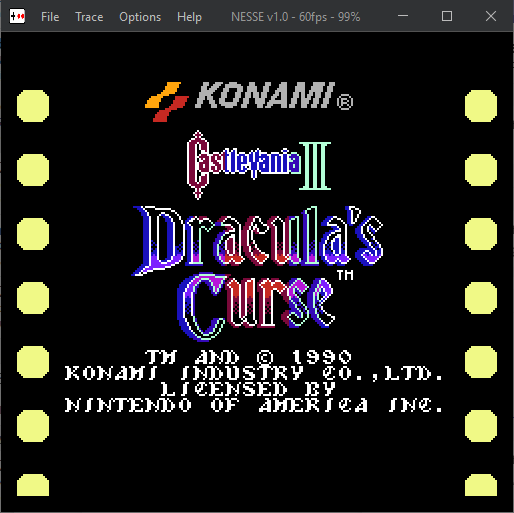 File Trace Options Help NESSE v1.0 - 60fps - 99%
KONAMI®
Castlevania III
Dracula's
Curse™
TM AND © 1990
KONAMI INDUSTRY CO.,LTD.
LICENSED BY
NINTENDO OF AMERICA INC.